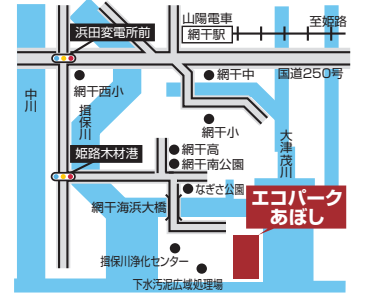 山陽電車
至姫路
網干駅
浜田変電所前
国道250号
網干中
網干西小
中川
揖保川
網干小
大津茂川
網干高
網干南公園
姫路木材港
なぎさ公園
網干海浜大橋
エコパーク
あぼし
揖保川浄化センター
下水汚泥広域処理場